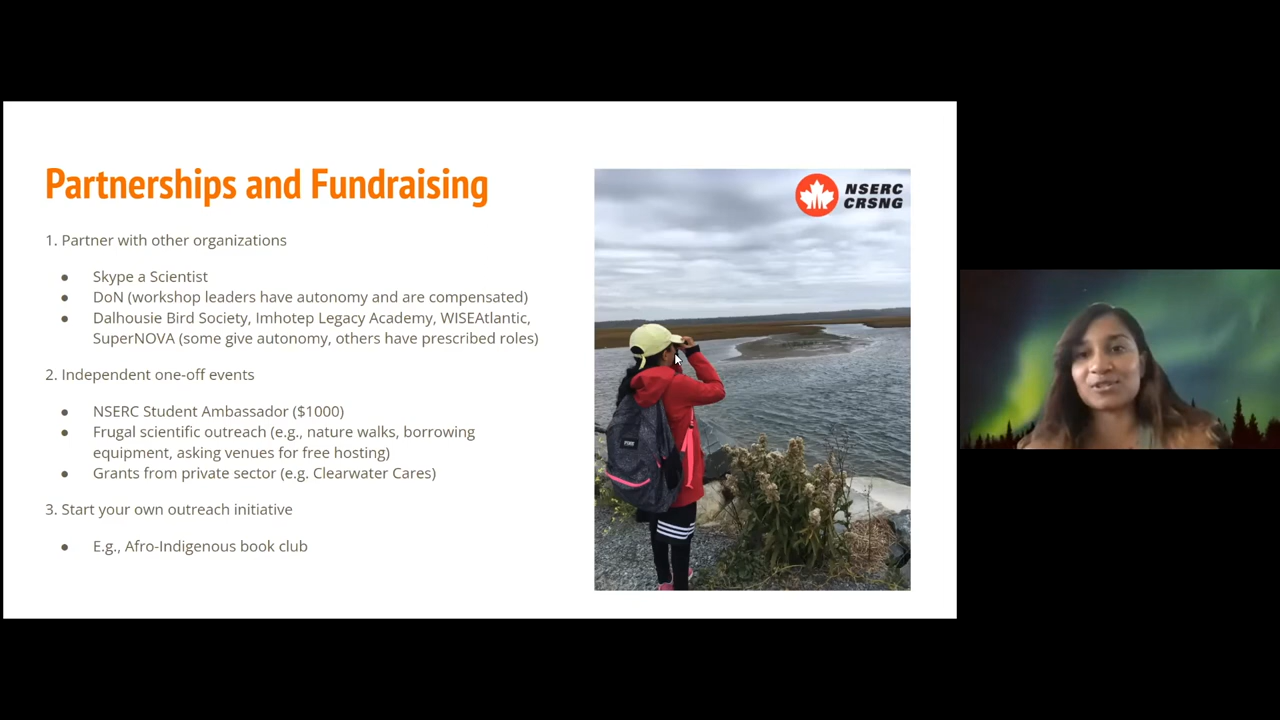 Partnerships and Fundraising
1. Partner with other organizations
● Skype a Scientist
● DoN (workshop leaders have autonomy and are compensated)
● Dalhousie Bird Society, Imhotep Legacy Academy, WISEAtlantic,
SuperNOVA (some give autonomy, others have prescribed roles)
2. Independent one-off events
● NSERC Student Ambassador ($1000)
● Frugal scientific outreach (e.g., nature walks, borrowing
equipment, asking venues for free hosting)
● Grants from private sector (e.g. Clearwater Cares)
3. Start your own outreach initiative
● E.g., Afro-Indigenous book club
NSERC
CRSNG